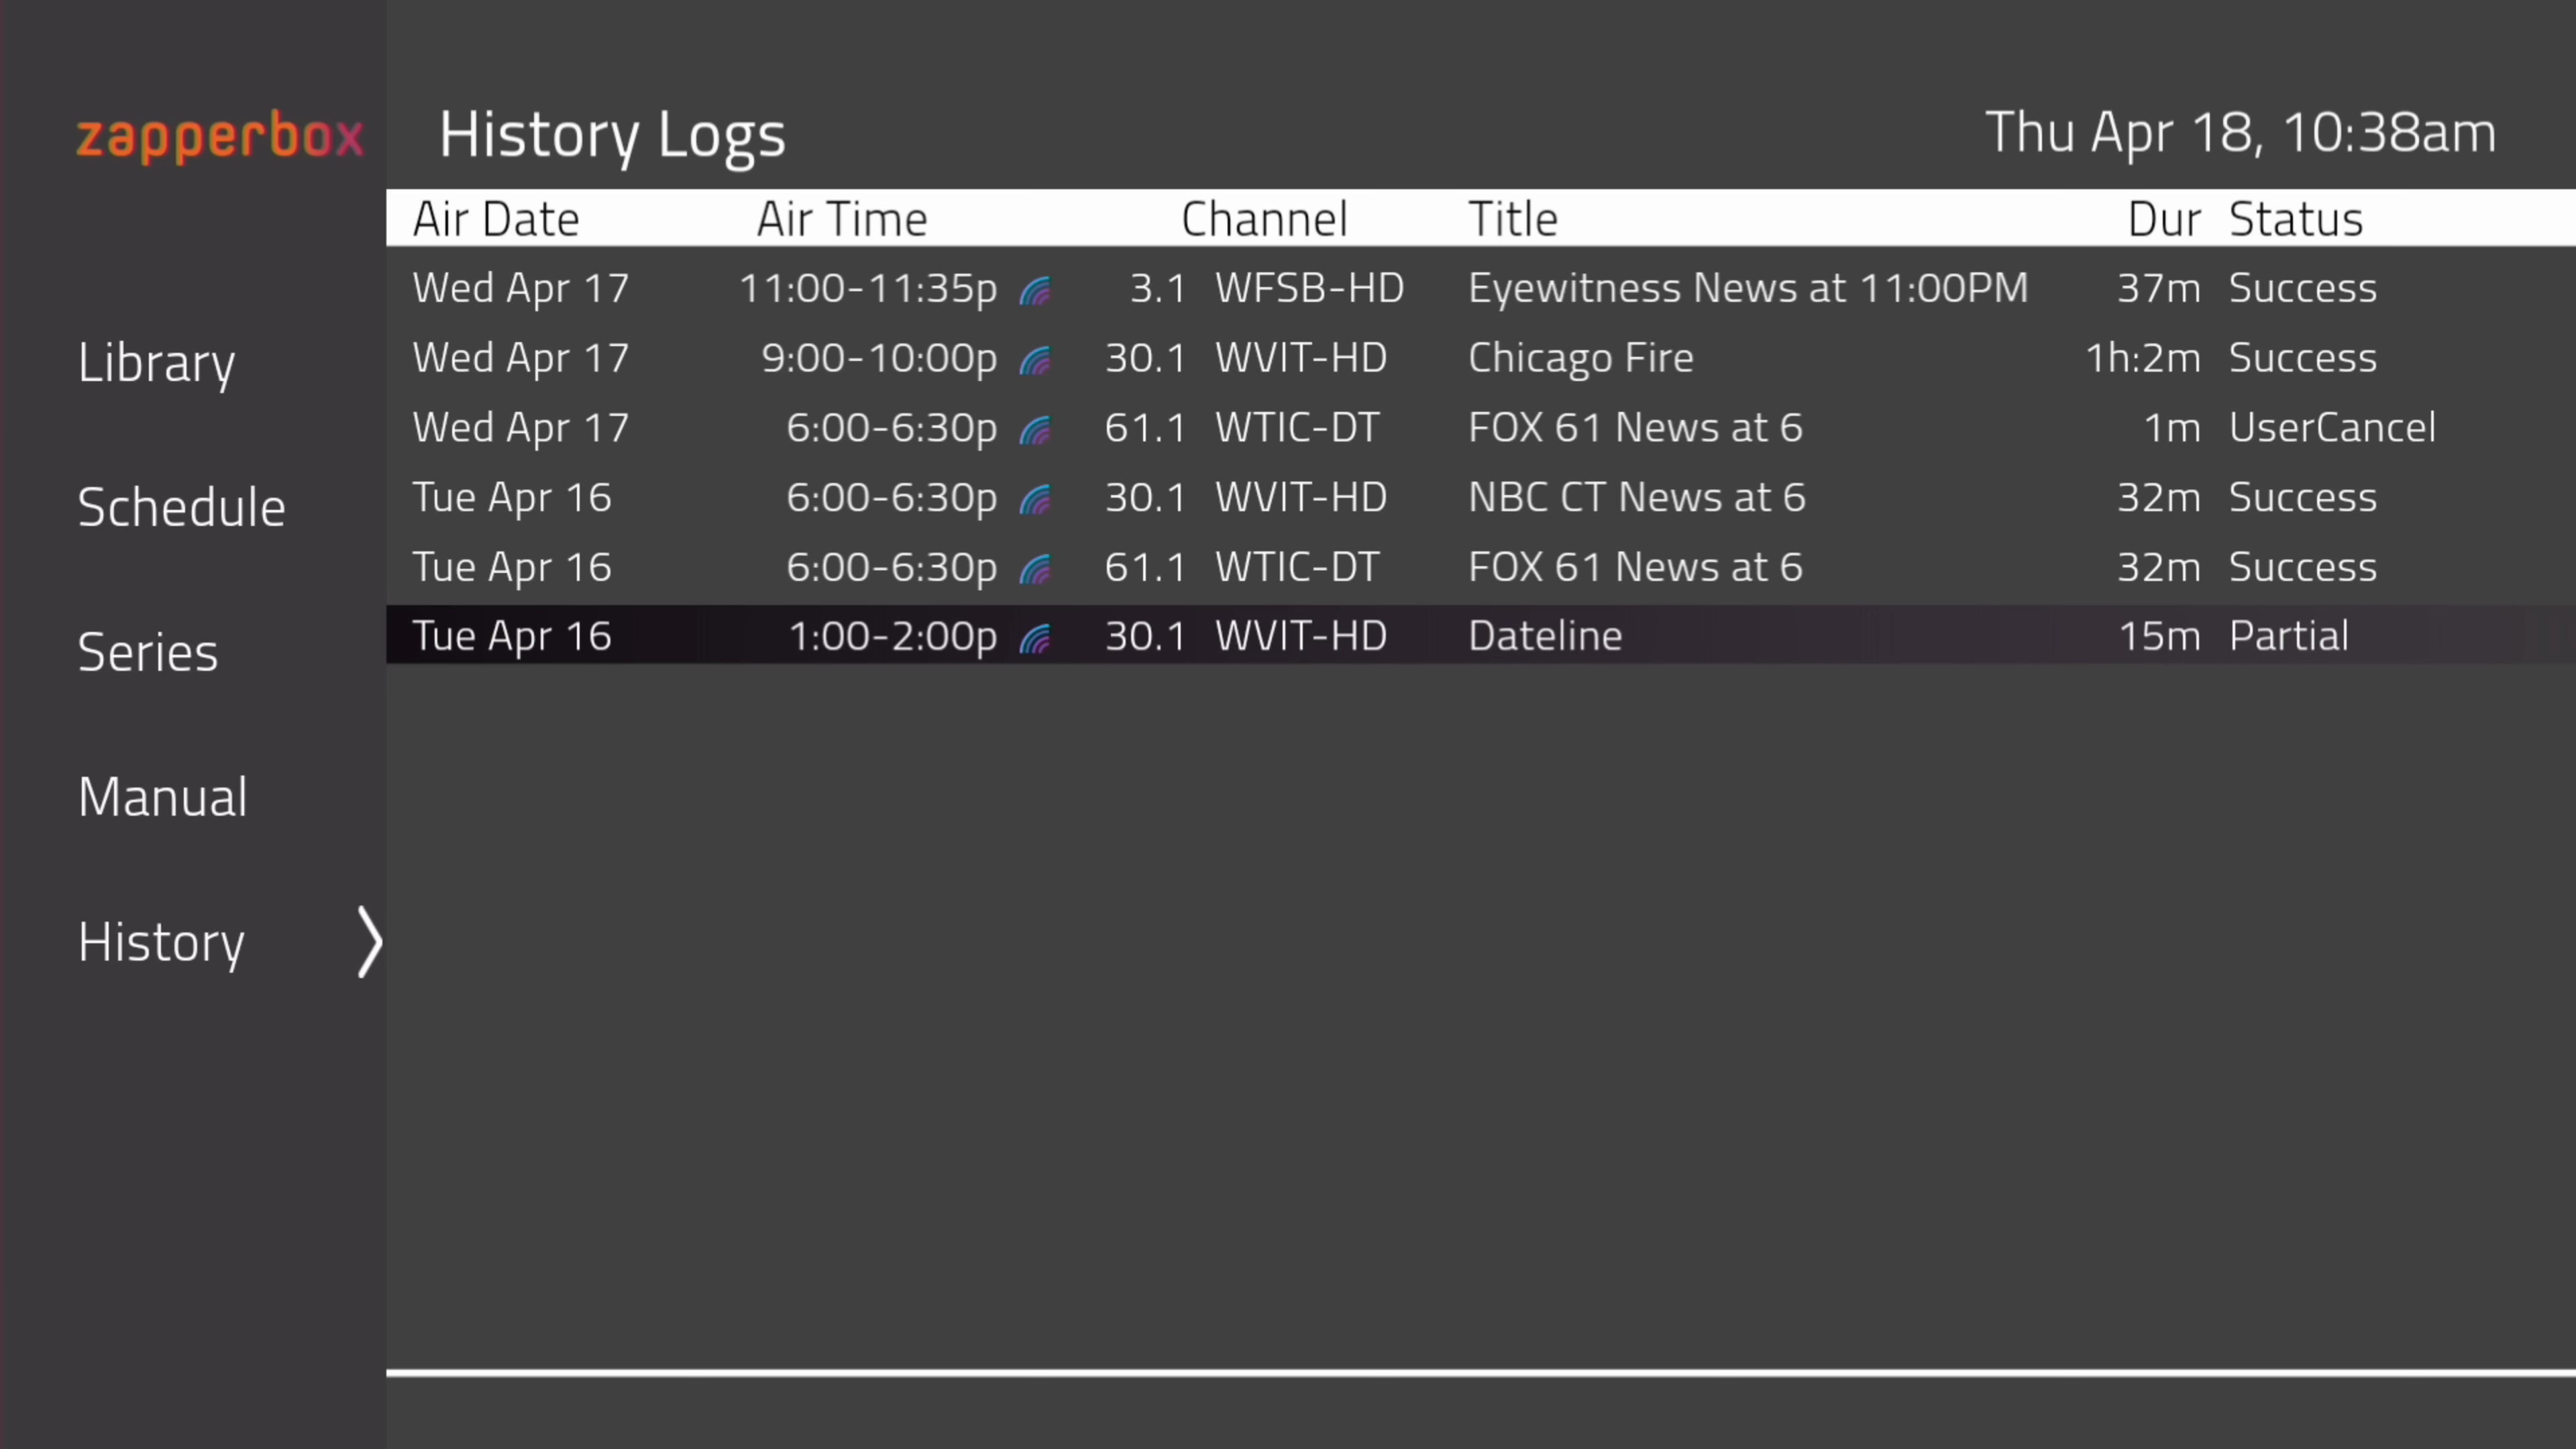 zapperbox
History Logs
Thu Apr 18, 10:38am
Air Date Air Time Channel Title Dur Status
Wed Apr 17 11:00-11:35p 3.1 WFSB-HD Eyewitness News at 11:00PM 37m Success
Wed Apr 17 9:00-10:00p 30.1 WVIT-HD Chicago Fire 1h:2m Success
Wed Apr 17 6:00-6:30p 61.1 WTIC-DT FOX 61 News at 6 1m UserCancel
Tue Apr 16 6:00-6:30p 30.1 WVIT-HD NBC CT News at 6 32m Success
Tue Apr 16 6:00-6:30p 61.1 WTIC-DT FOX 61 News at 6 32m Success
Tue Apr 16 1:00-2:00p 30.1 WVIT-HD Dateline 15m Partial
Library
Schedule
Series
Manual
History